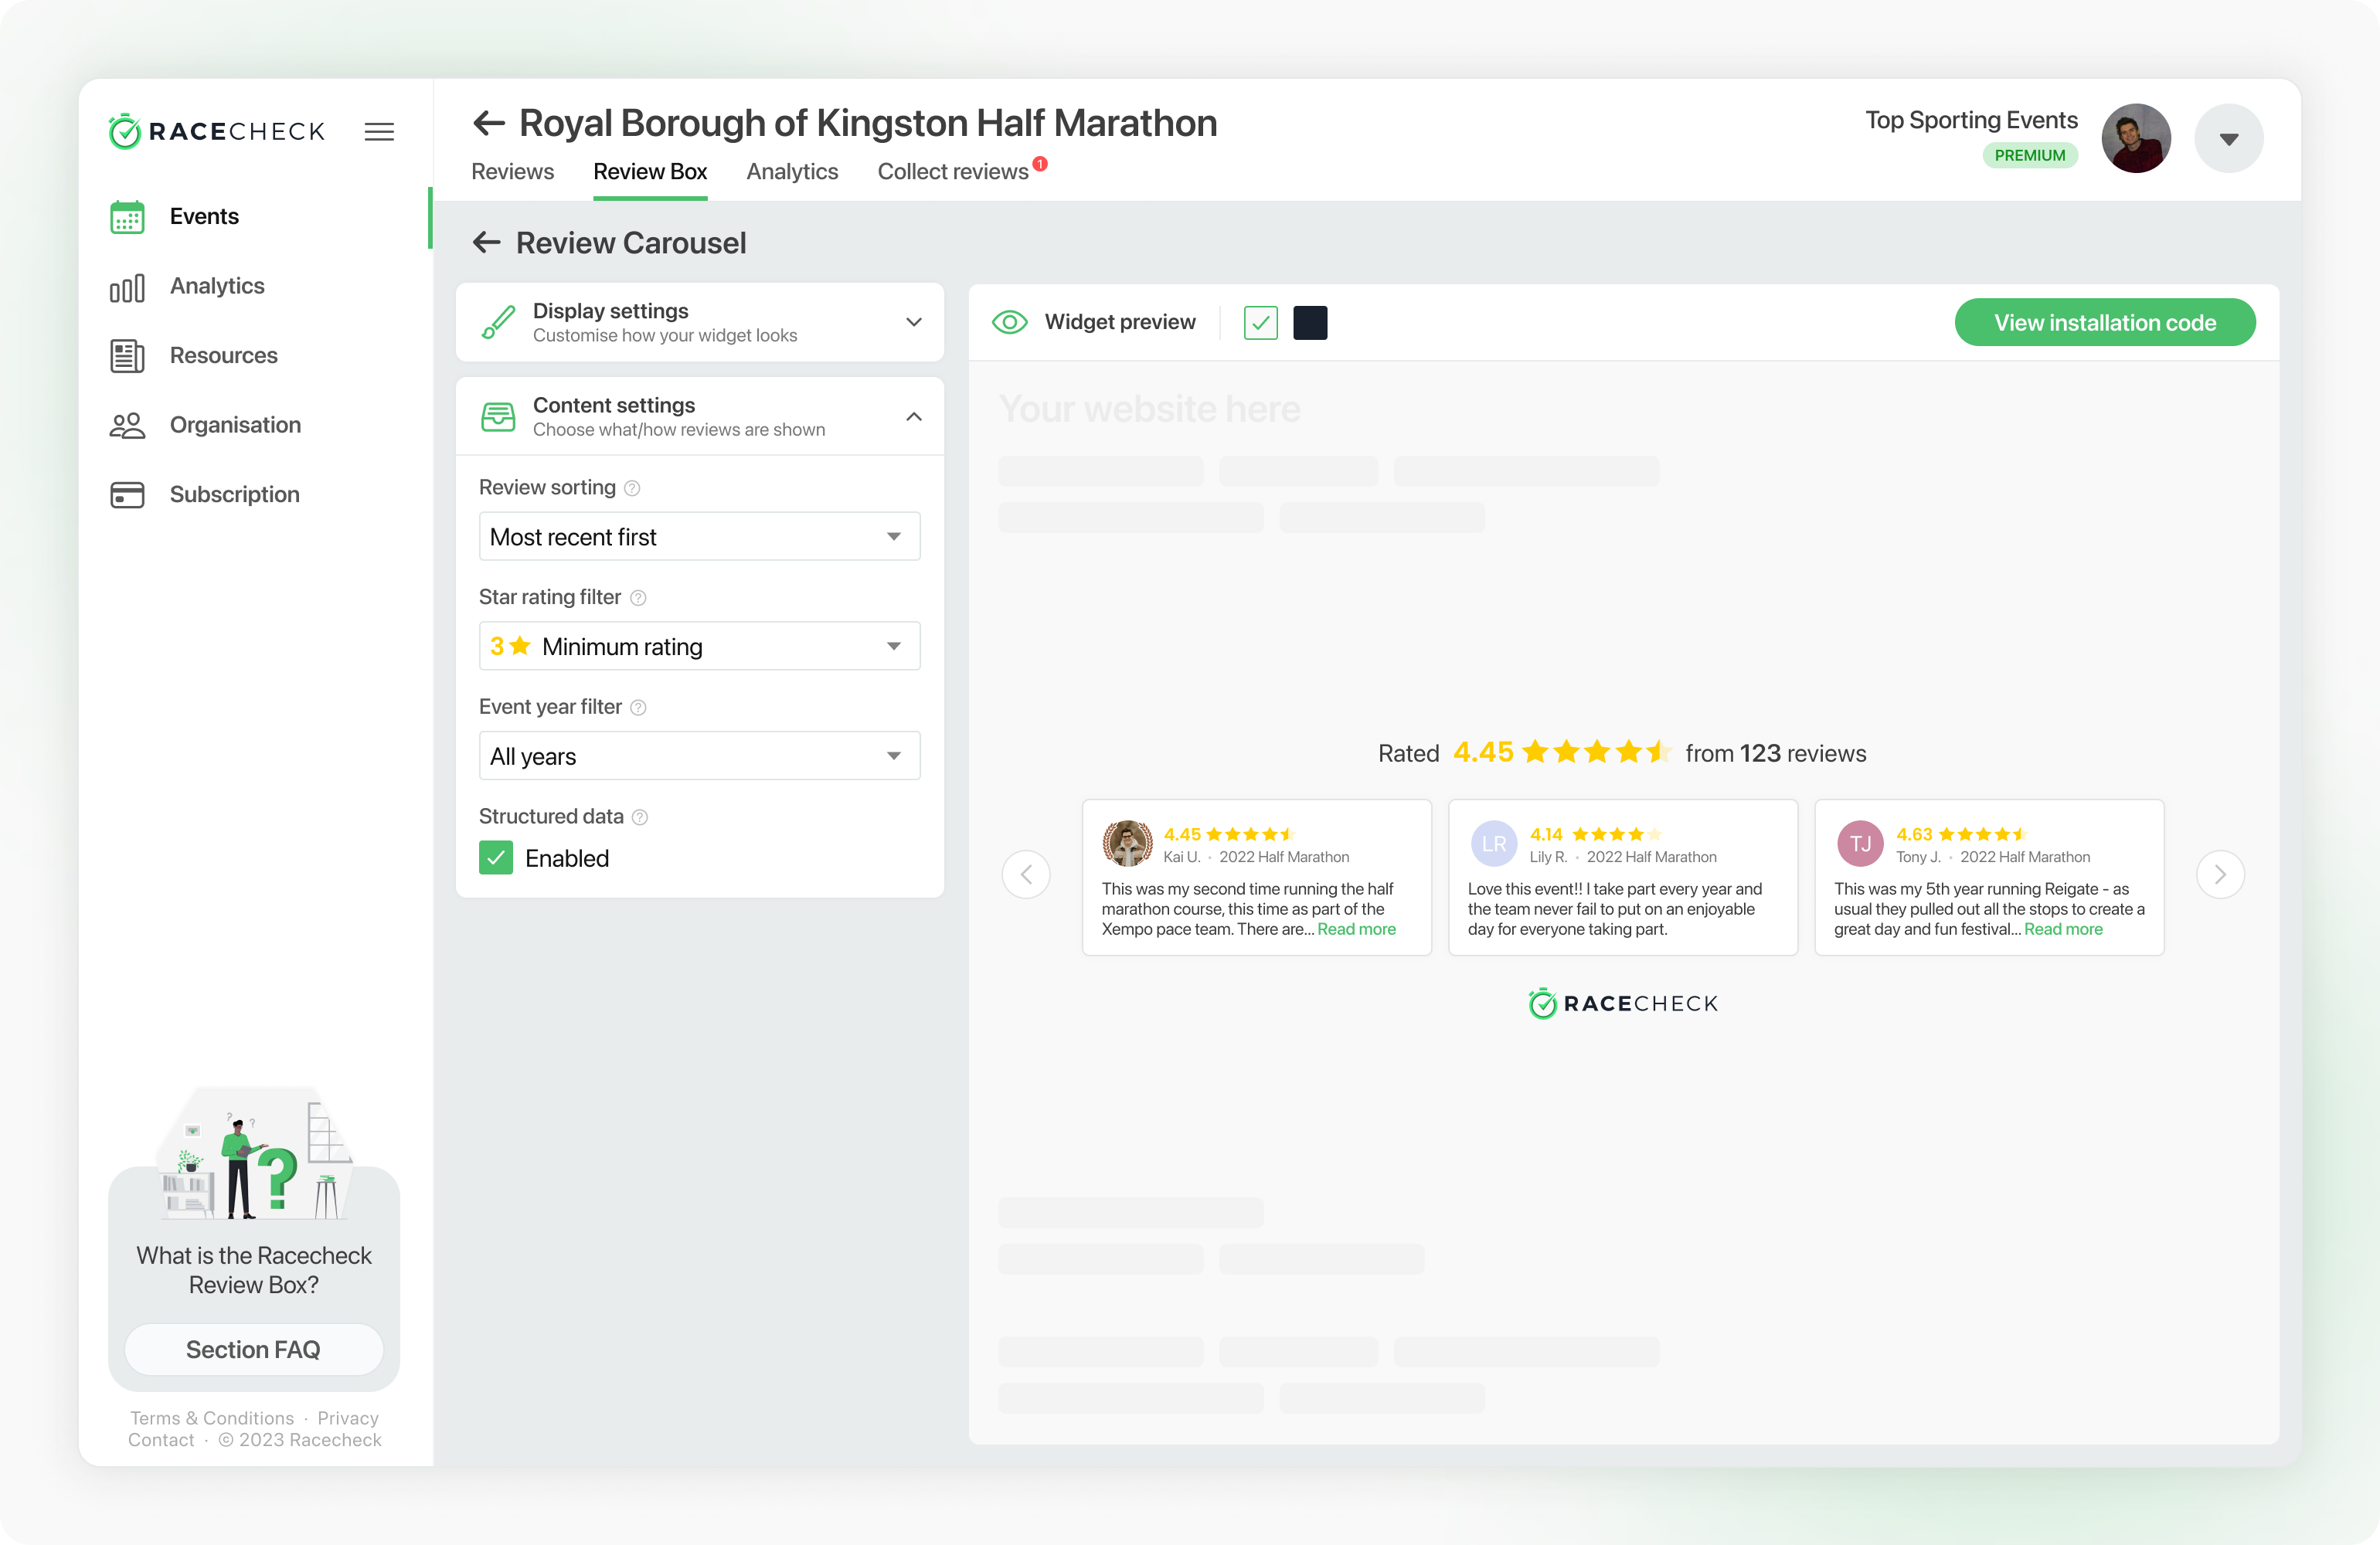 RACECHECK
Events
Analytics
Resources
Organisation
Subscription
What is the Racecheck
Review Box?
Section FAQ
Terms & Conditions · Privacy
Contact · © 2023 Racecheck
Royal Borough of Kingston Half Marathon
Reviews Review Box Analytics Collect reviews 1
Top Sporting Events
PREMIUM
Review Carousel
Display settings
Customise how your widget looks
Content settings
Choose what/how reviews are shown
Review sorting ?
Most recent first
Star rating filter ?
3 ★ Minimum rating
Event year filter ?
All years
Structured data ?
Enabled
Widget preview
View installation code
Your website here
Rated 4.45 from 123 reviews
4.45
Kai U. · 2022 Half Marathon
This was my second time running the half
marathon course, this time as part of the
Xempo pace team. There are... Read more
LR
4.14
Lily R. · 2022 Half Marathon
Love this event!! I take part every year and
the team never fail to put on an enjoyable
day for everyone taking part.
TJ
4.63
Tony J. · 2022 Half Marathon
This was my 5th year running Reigate - as
usual they pulled out all the stops to create a
great day and fun festival... Read more
RACECHECK